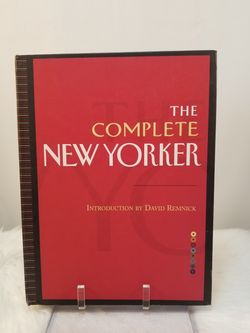 THE
COMPLETE
NEW YORKER
INTRODUCTION BY DAVID REMNICK